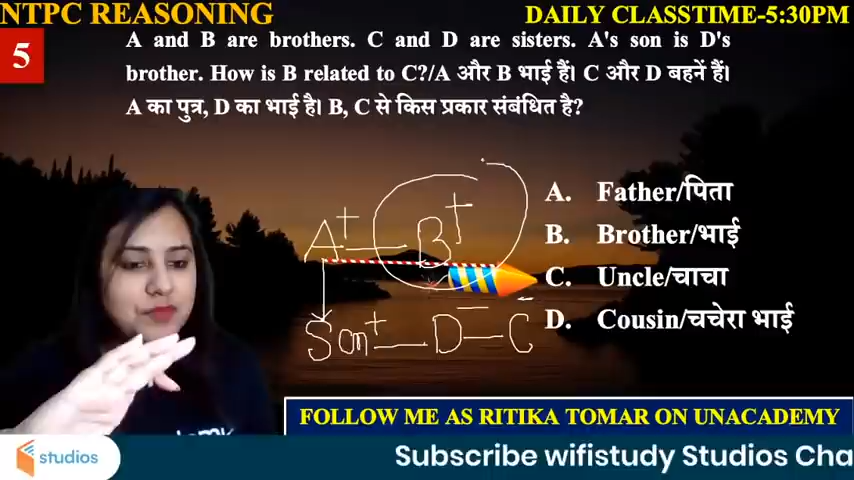 NTPC REASONING
DAILY CLASSTIME-5:30PM
5
A and B are brothers. C and D are sisters. A's son is D's
brother. How is B related to C?/A और B भाई हैं। C और D बहनें हैं।
A का पुत्र, D का भाई है। B, C से किस प्रकार संबंधित है?
A. Father/पिता
B. Brother/भाई
C. Uncle/चाचा
D. Cousin/चचेरा भाई
A+ — B+
Son+ — D- — C-
FOLLOW ME AS RITIKA TOMAR ON UNACADEMY
studios
Subscribe wifistudy Studios Cha